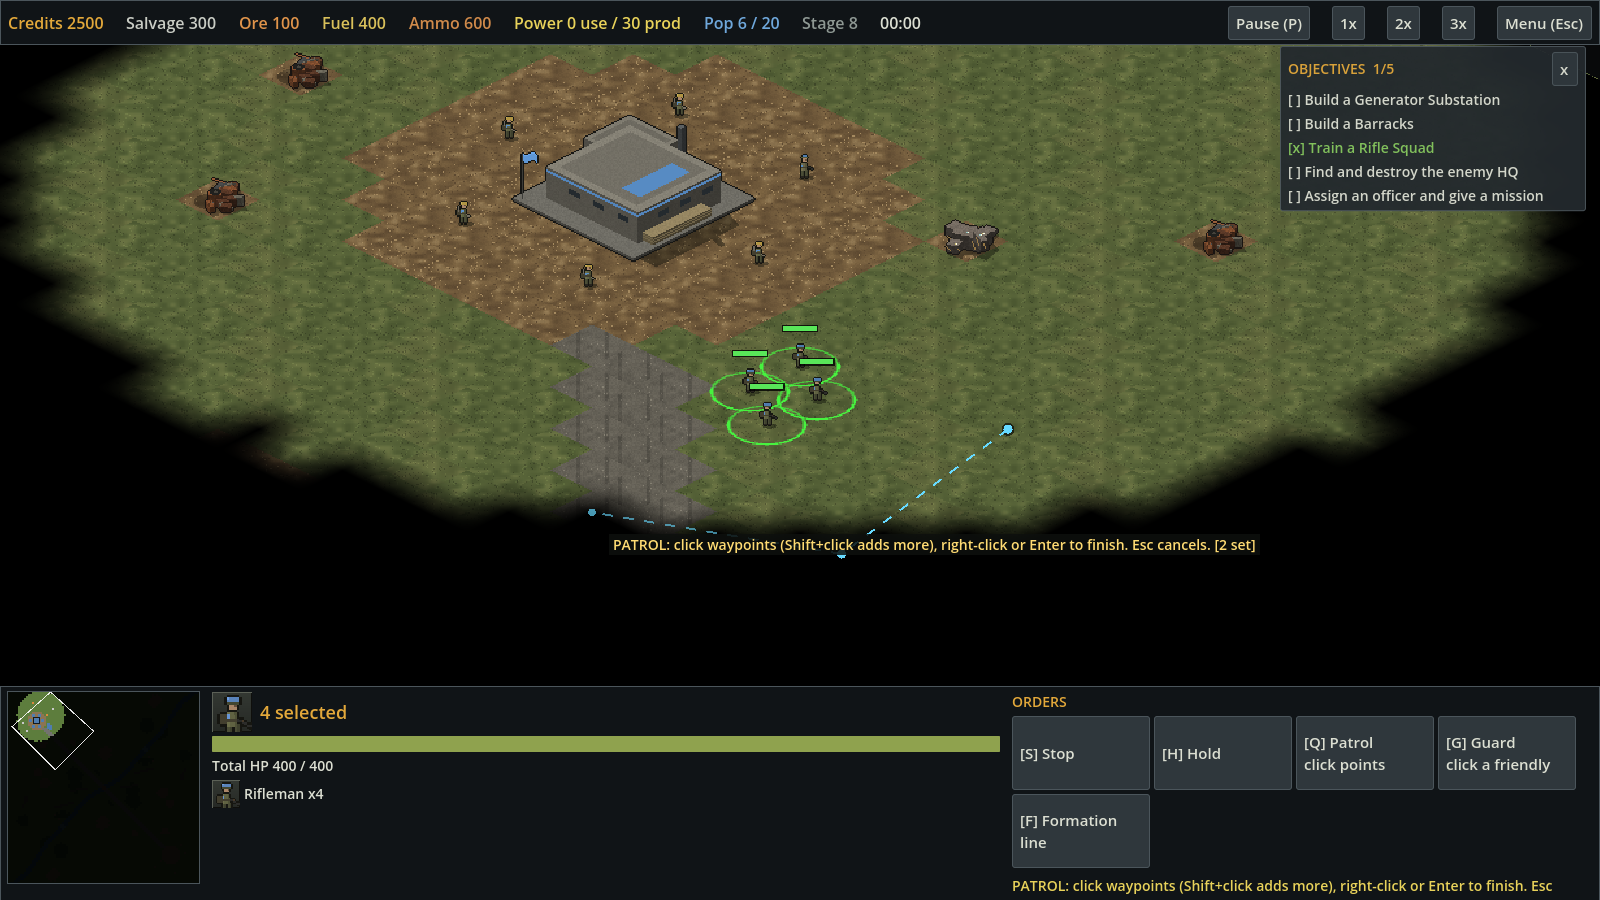 Credits 2500 Salvage 300 Ore 100 Fuel 400 Ammo 600 Power 0 use / 30 prod Pop 6 / 20 Stage 8 00:00 Pause (P) 1x 2x 3x Menu (Esc)
OBJECTIVES 1/5 x
[ ] Build a Generator Substation
[ ] Build a Barracks
[x] Train a Rifle Squad
[ ] Find and destroy the enemy HQ
[ ] Assign an officer and give a mission
PATROL: click waypoints (Shift+click adds more), right-click or Enter to finish. Esc cancels. [2 set]
4 selected
Total HP 400 / 400
Rifleman x4
ORDERS
[S] Stop
[H] Hold
[Q] Patrol
click points
[G] Guard
click a friendly
[F] Formation
line
PATROL: click waypoints (Shift+click adds more), right-click or Enter to finish. Esc